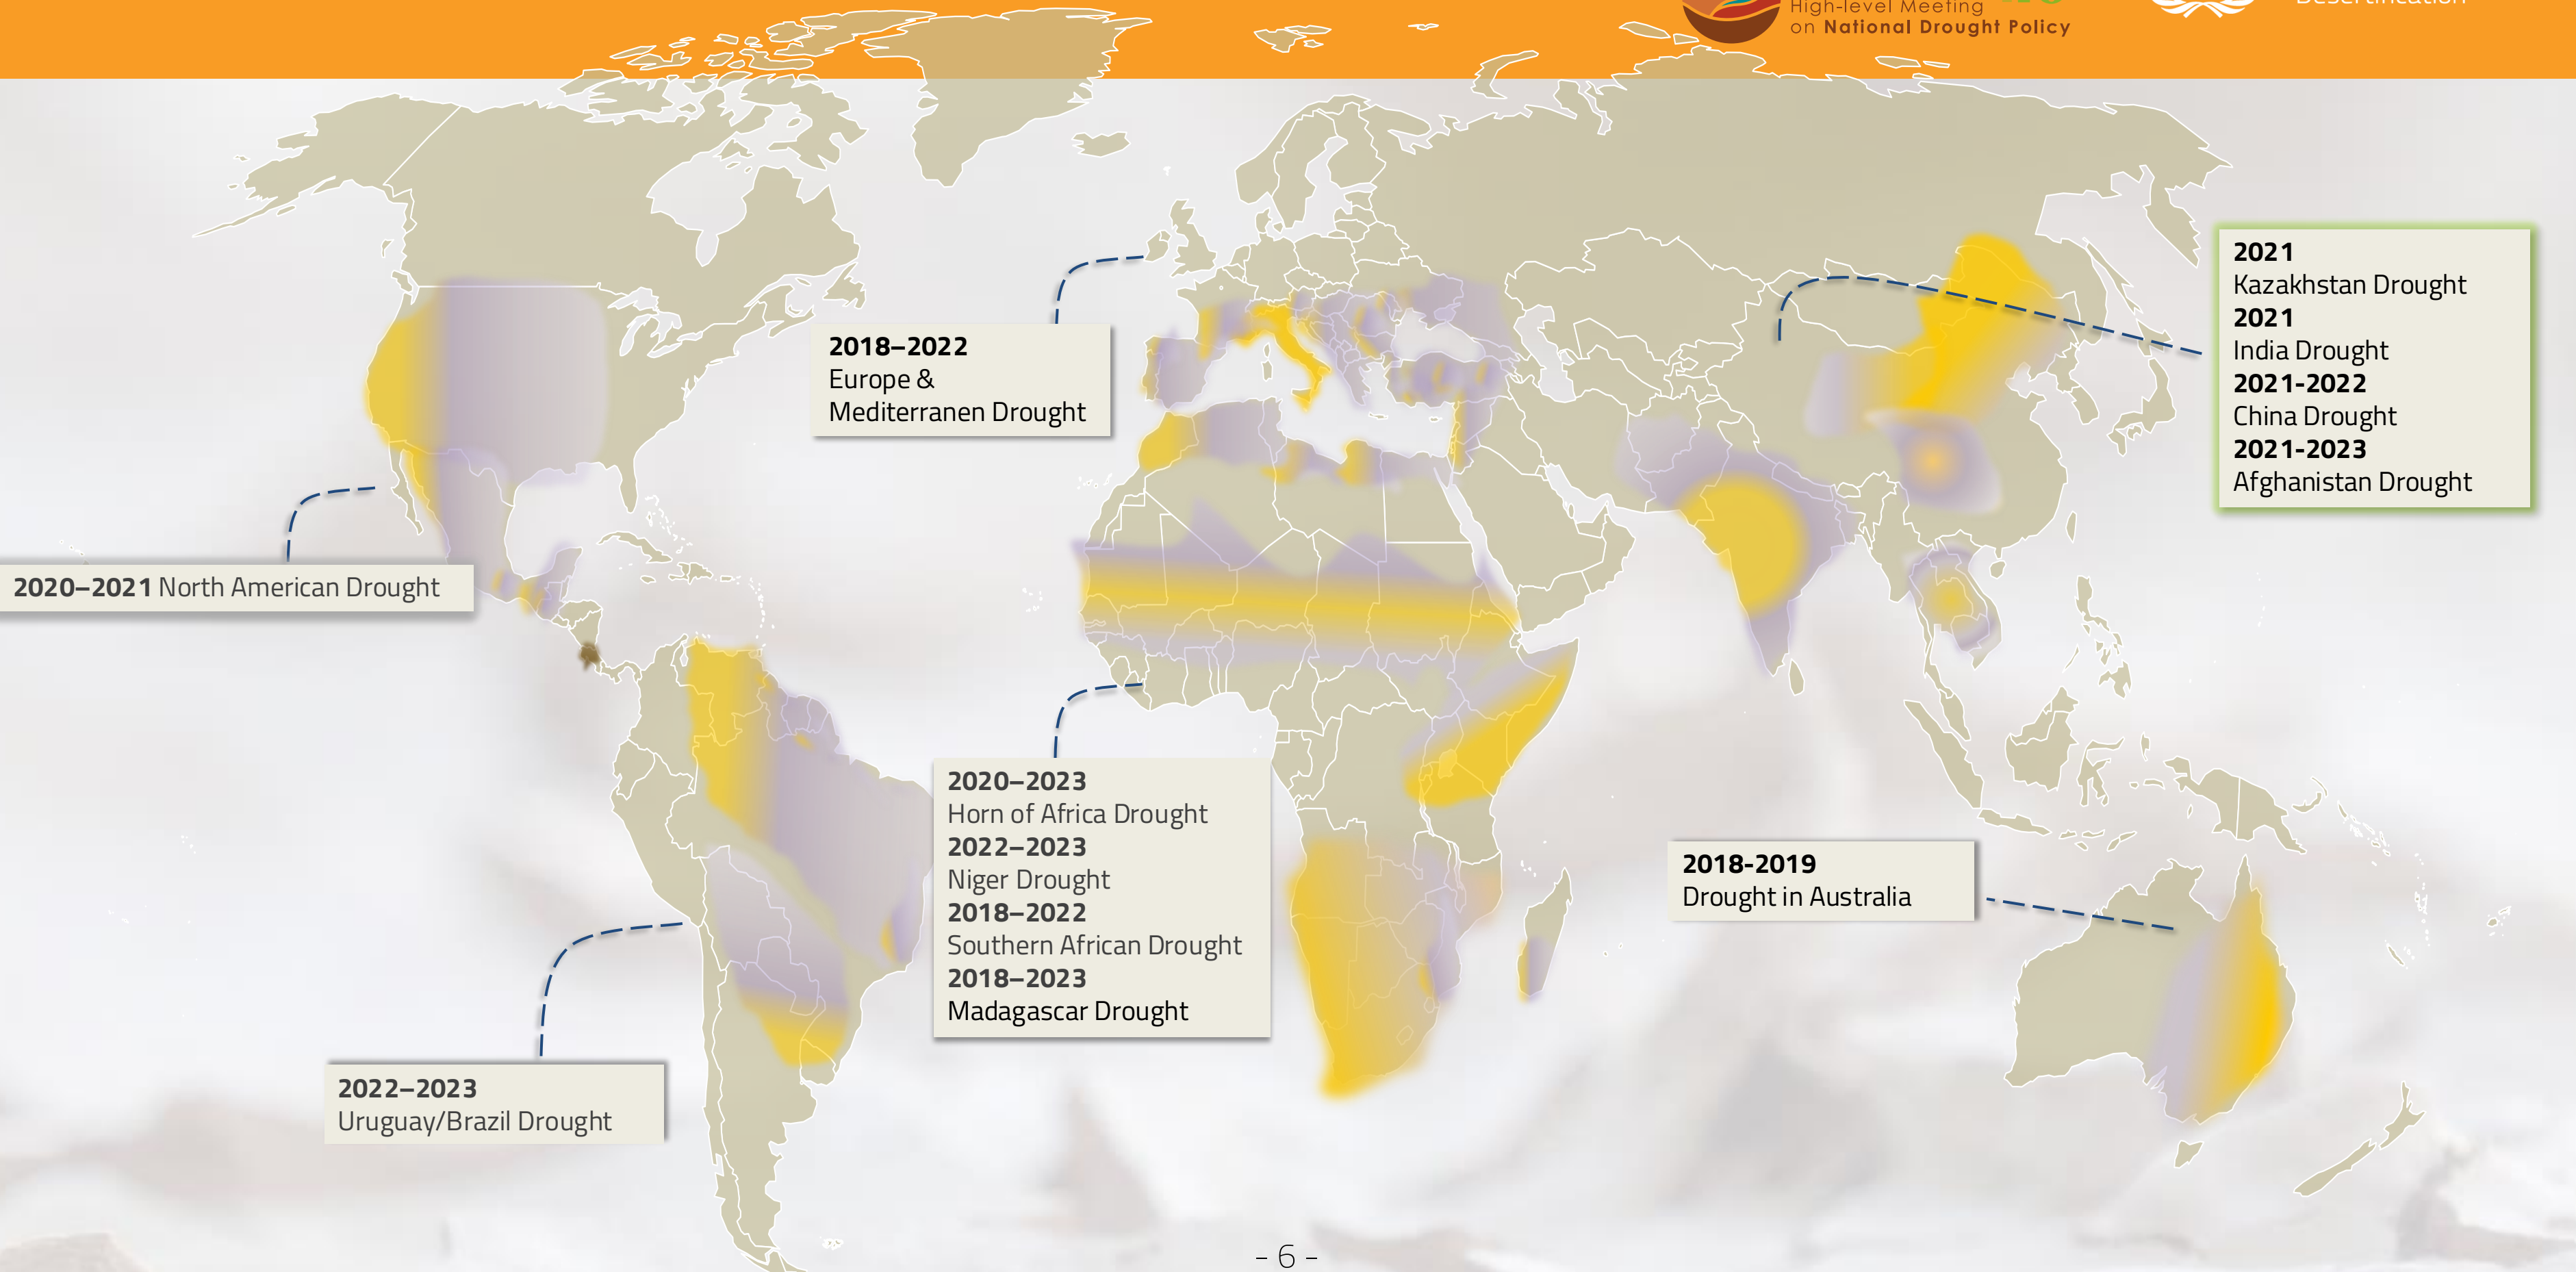 High-level Meeting
on National Drought Policy
2018–2022
Europe &
Mediterranen Drought
2021
Kazakhstan Drought
2021
India Drought
2021-2022
China Drought
2021-2023
Afghanistan Drought
2020–2021 North American Drought
2020–2023
Horn of Africa Drought
2022–2023
Niger Drought
2018–2022
Southern African Drought
2018–2023
Madagascar Drought
2018-2019
Drought in Australia
2022–2023
Uruguay/Brazil Drought
- 6 -